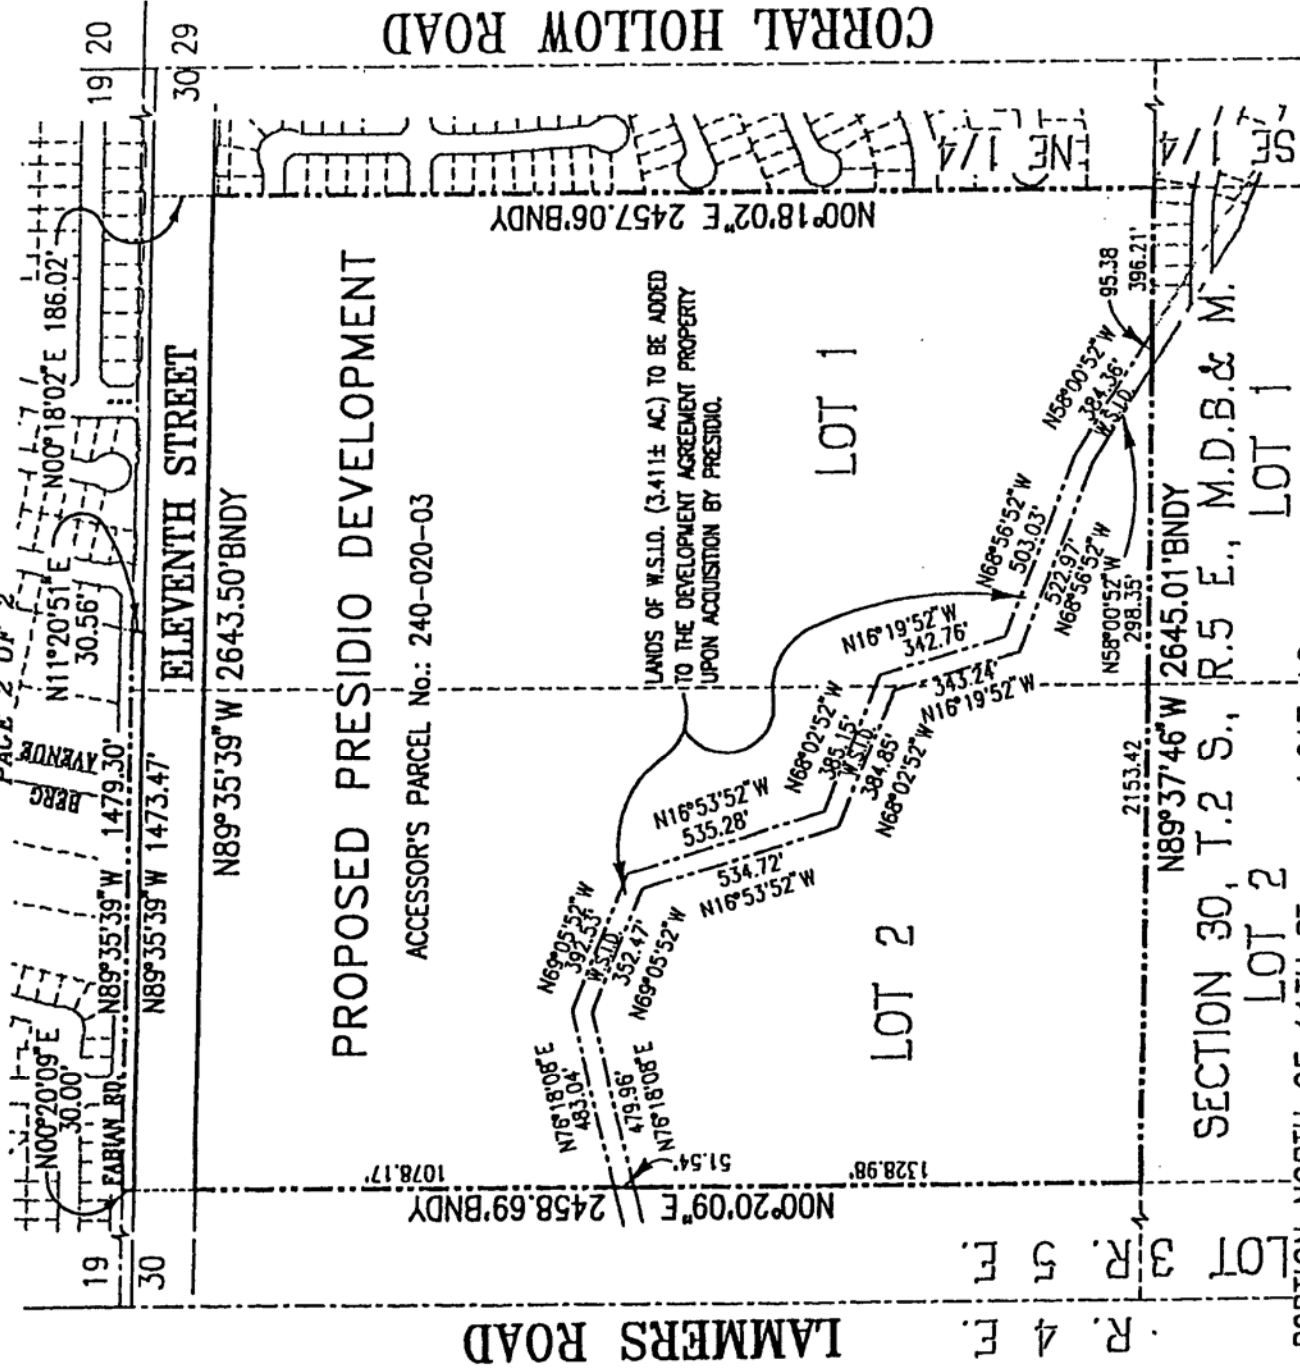 CORRAL HOLLOW ROAD
19 20
30 29
PAGE 2 OF 2
BERG
AVENUE
N00°18'02"E 186.02'
N11°20'51"E
30.56'
N89°35'39"W 1479.30'
N89°35'39"W 1473.47'
N00°20'09"E
30.00'
FABIAN RD.
19
30
ELEVENTH STREET
N89°35'39"W 2643.50'BNDY
PROPOSED PRESIDIO DEVELOPMENT
ACCESSOR'S PARCEL No.: 240-020-03
N00°18'02"E 2457.06'BNDY
NE 1/4
SE 1/4
LANDS OF W.S.I.D. (3.411± AC.) TO BE ADDED
TO THE DEVELOPMENT AGREEMENT PROPERTY
UPON ACQUISITION BY PRESIDIO.
LOT 1
95.38
396.21'
N58°00'52"W
384.36'
W.S.I.D.
N68°56'52"W
503.03'
522.97'
N68°56'52"W
N58°00'52"W
298.35'
N16°19'52"W
342.76'
343.24'
N16°19'52"W
N68°02'52"W
385.15'
W.S.I.D.
384.85'
N68°02'52"W
N16°53'52"W
535.28'
534.72'
N16°53'52"W
N69°05'52"W
392.53'
W.S.I.D.
352.47'
N69°05'52"W
N76°18'08"E
483.04'
479.96'
N76°18'08"E
51.54'
1078.17'
1328.98'
N00°20'09"E 2458.69'BNDY
LOT 2
2153.42
N89°37'46"W 2645.01'BNDY
SECTION 30, T.2 S., R.5 E., M.D.B.& M.
LOT 2
LOT 1
LOT 3
R. 5 E.
R. 4 E.
LAMMERS ROAD